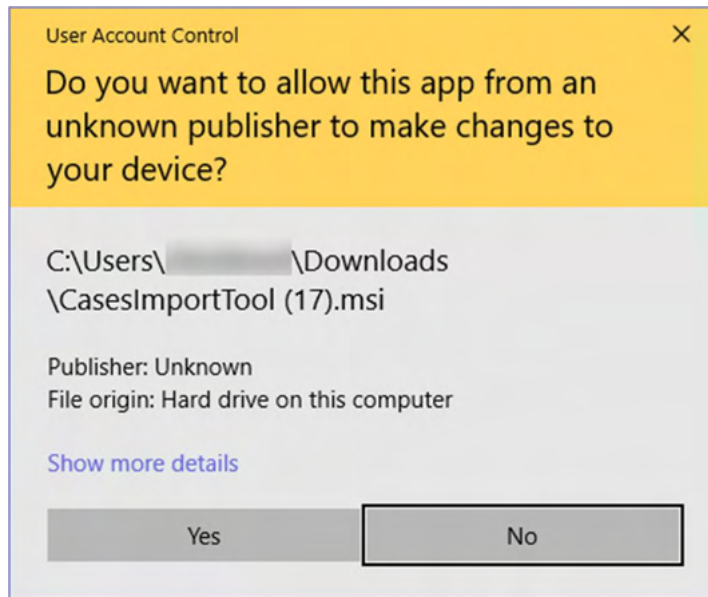 User Account Control
Do you want to allow this app from an
unknown publisher to make changes to
your device?
C:\Users\ \Downloads
\CasesImportTool (17).msi
Publisher: Unknown
File origin: Hard drive on this computer
Show more details
Yes
No